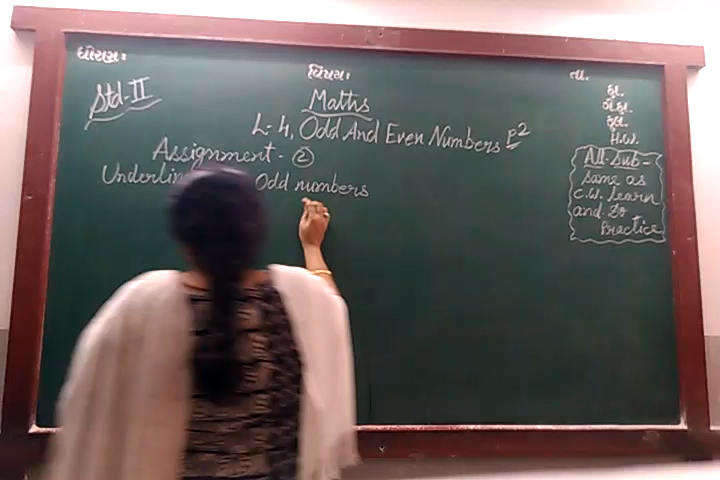 ધોરણઃ
વિષયઃ
તા.
Std-II
Maths
L-4, Odd And Even Numbers P2
Assignment - 2
Odd numbers
કુ.
H.W.
All-Sub-
Same as
C.W. learn
and do
Practice